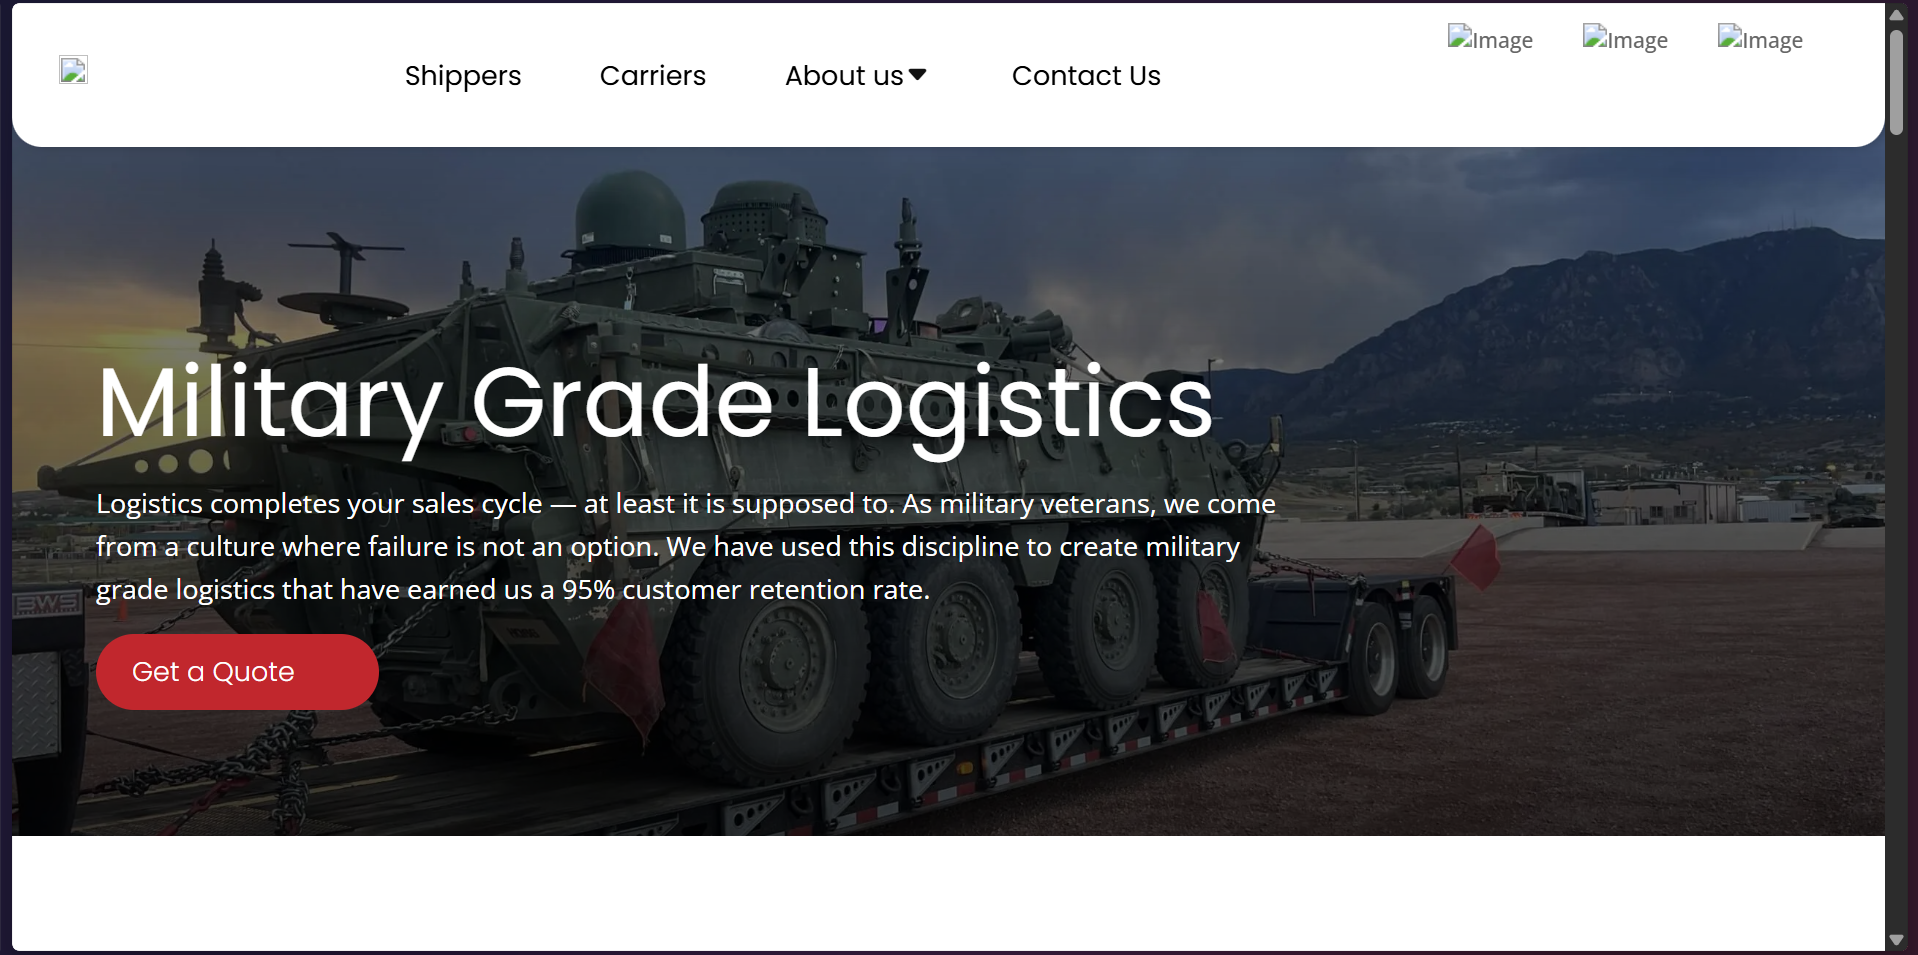 Shippers
Carriers
About us
Contact Us
Image
Image
Image
Military Grade Logistics
Logistics completes your sales cycle — at least it is supposed to. As military veterans, we come
from a culture where failure is not an option. We have used this discipline to create military
grade logistics that have earned us a 95% customer retention rate.
BWS
Get a Quote